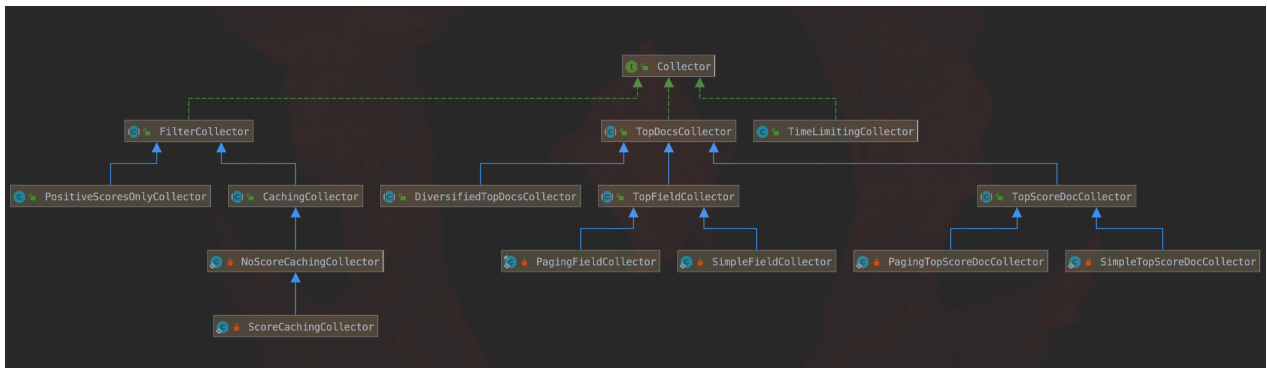 Collector
FilterCollector
TopDocsCollector
TimeLimitingCollector
PositiveScoresOnlyCollector
CachingCollector
DiversifiedTopDocsCollector
TopFieldCollector
TopScoreDocCollector
NoScoreCachingCollector
PagingFieldCollector
SimpleFieldCollector
PagingTopScoreDocCollector
SimpleTopScoreDocCollector
ScoreCachingCollector